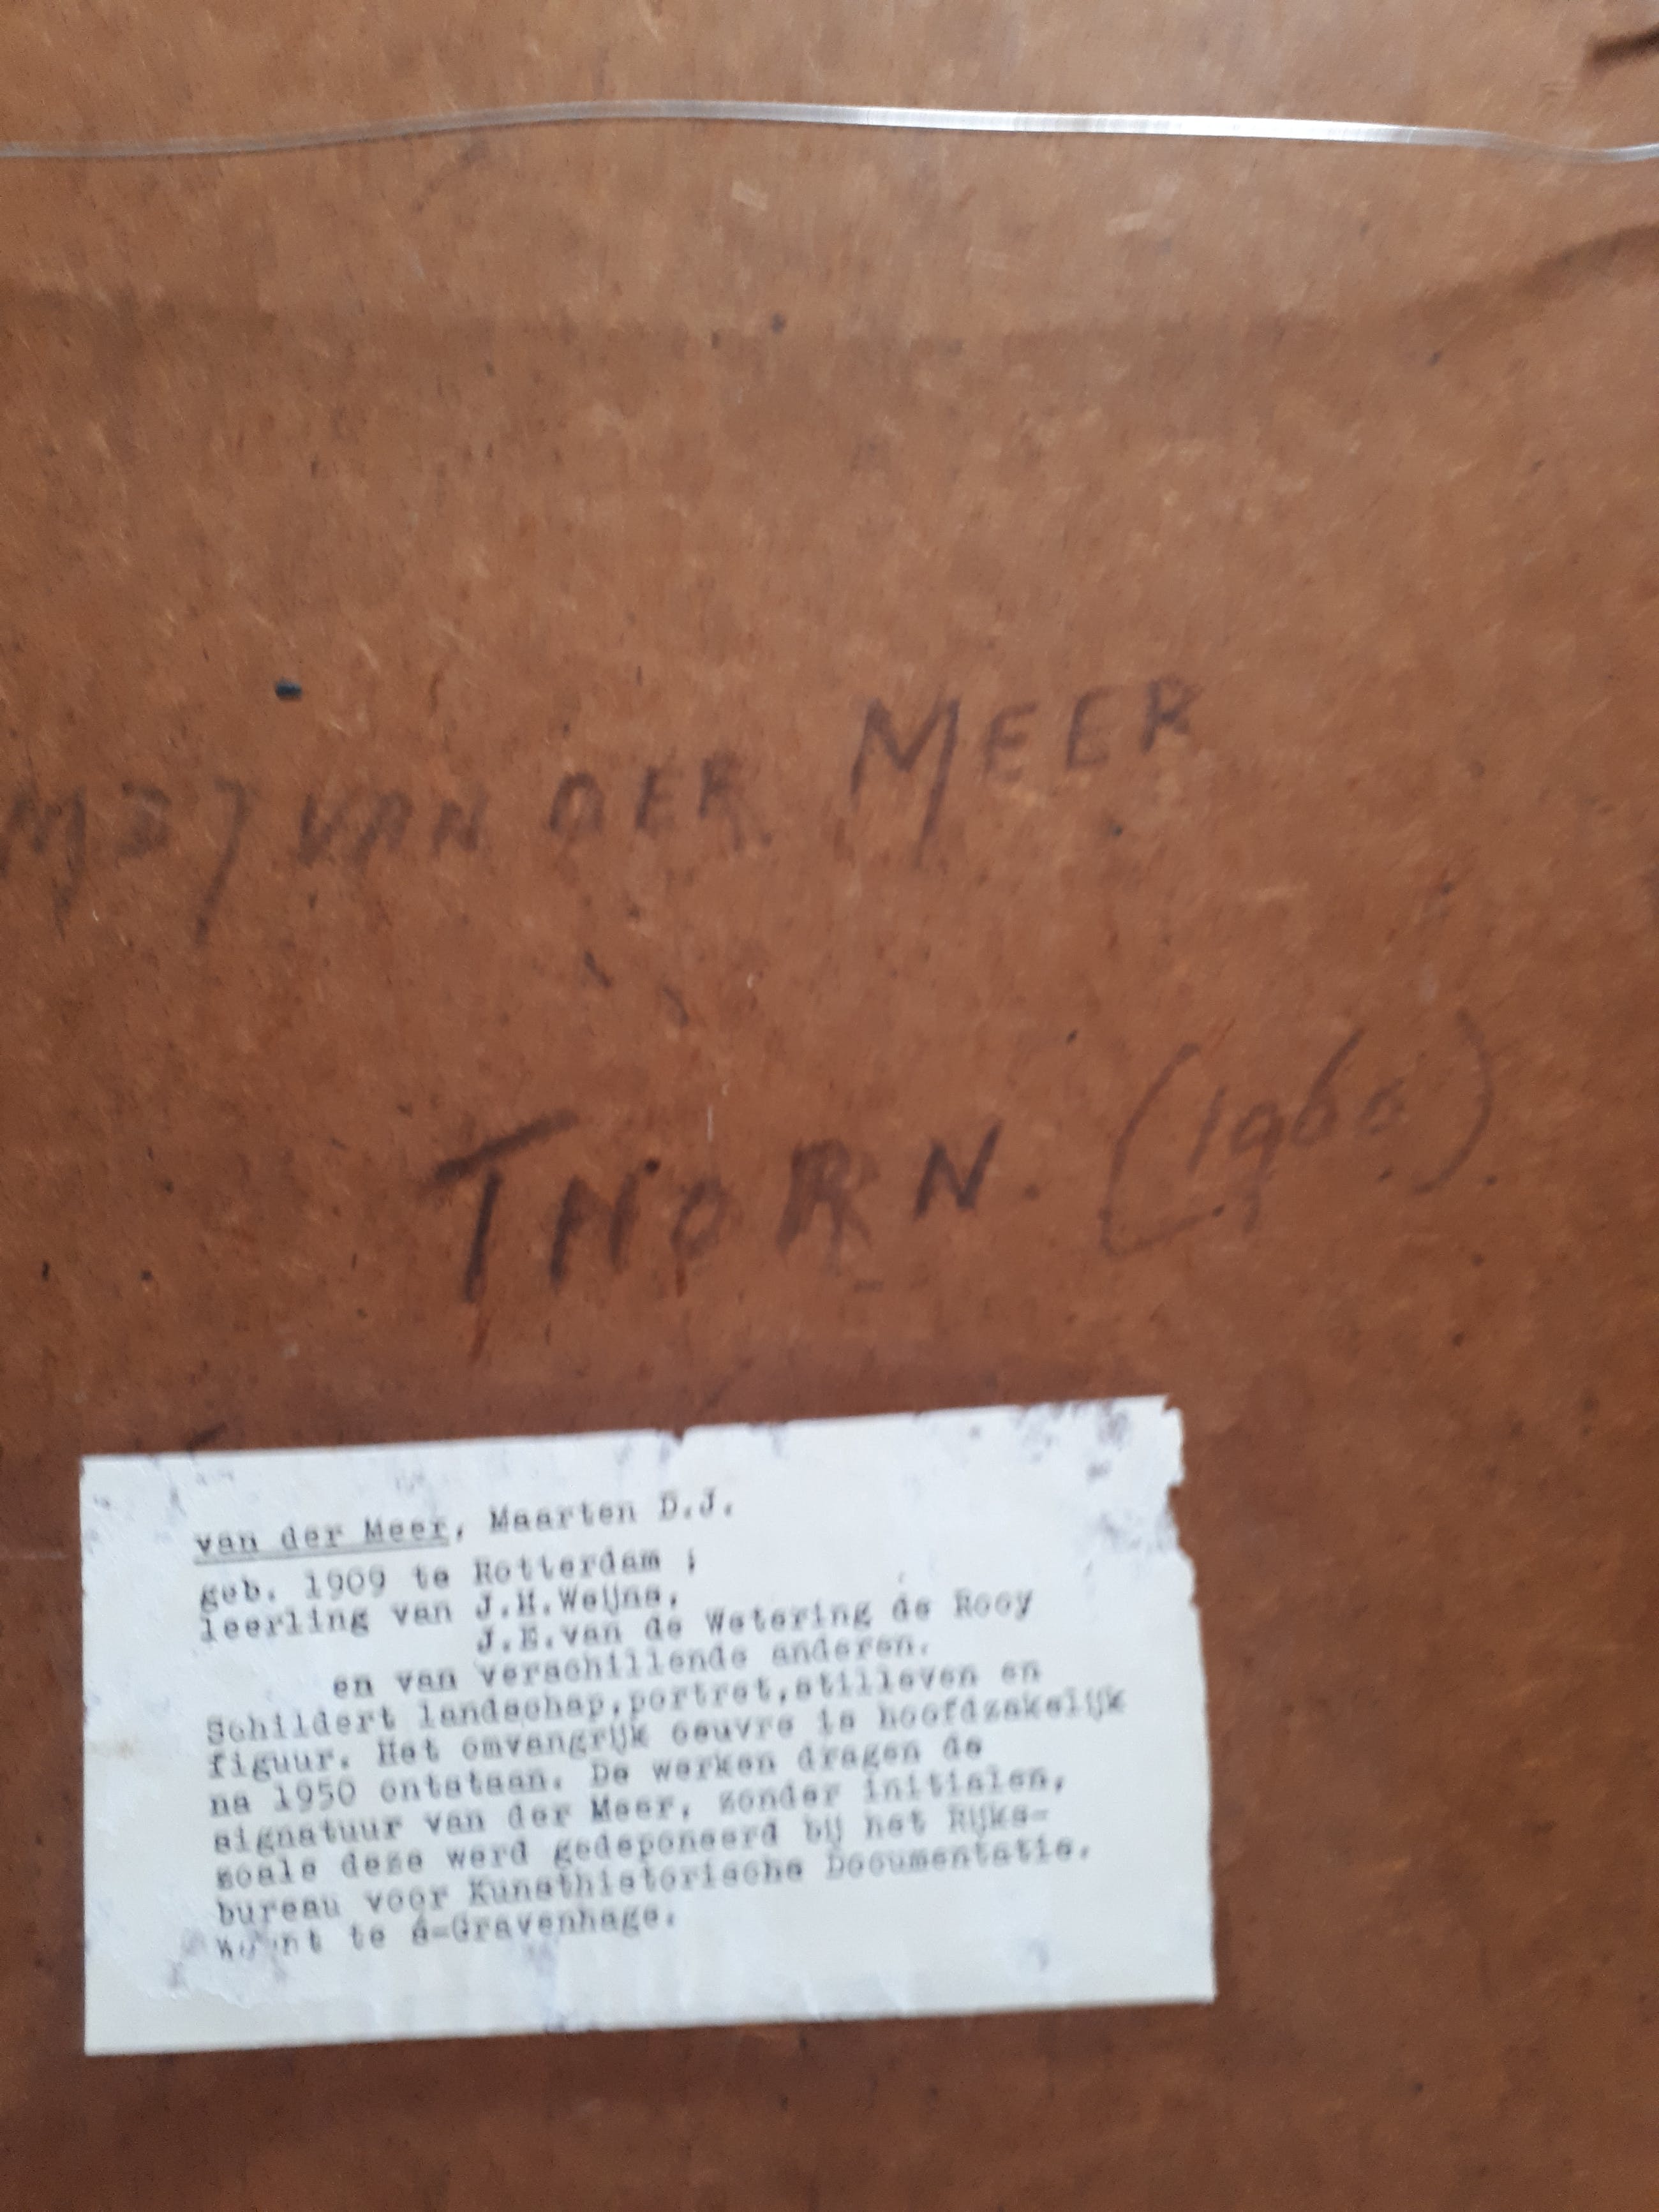 MDJ VAN DER MEER
THORN. (1960).
van der Meer, Maarten D.J.
geb. 1909 te Rotterdam ;
leerling van J.H.Weijns,
J.E.van de Wetering de Rooy
en van verschillende anderen.
Schildert landschap,portret,stilleven en
figuur. Het omvangrijk oeuvre is hoofdzakelijk
na 1950 ontstaan. De werken dragen de
signatuur van der Meer, zonder initialen,
zoals deze werd gedeponeerd bij het Rijks-
bureau voor Kunsthistorische Documentatie.
Woont te s-Gravenhage.